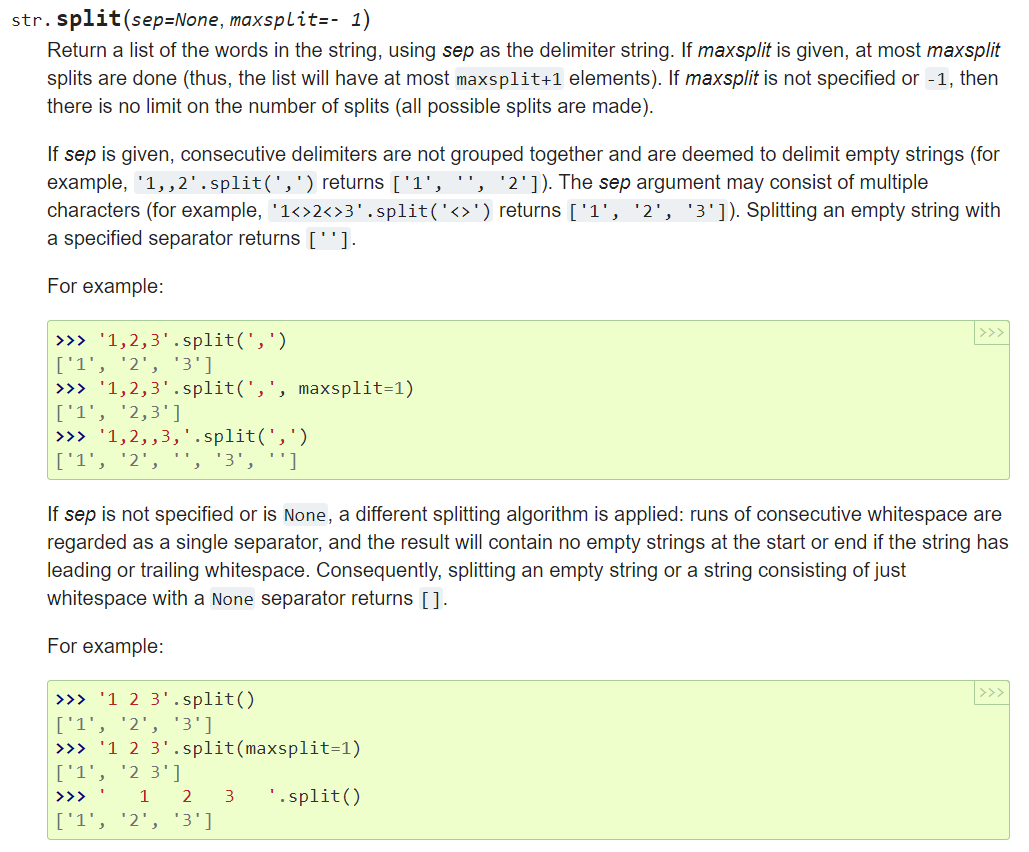 str.split(sep=None, maxsplit=- 1)
Return a list of the words in the string, using sep as the delimiter string. If maxsplit is given, at most maxsplit
splits are done (thus, the list will have at most maxsplit+1 elements). If maxsplit is not specified or -1, then
there is no limit on the number of splits (all possible splits are made).
If sep is given, consecutive delimiters are not grouped together and are deemed to delimit empty strings (for
example, '1,,2'.split(',') returns ['1', '', '2']). The sep argument may consist of multiple
characters (for example, '1<>2<>3'.split('<>') returns ['1', '2', '3']). Splitting an empty string with
a specified separator returns [''].
For example:
>>> '1,2,3'.split(',') >>>
['1', '2', '3']
>>> '1,2,3'.split(',', maxsplit=1)
['1', '2,3']
>>> '1,2,,3,'.split(',')
['1', '2', '', '3', '']
If sep is not specified or is None, a different splitting algorithm is applied: runs of consecutive whitespace are
regarded as a single separator, and the result will contain no empty strings at the start or end if the string has
leading or trailing whitespace. Consequently, splitting an empty string or a string consisting of just
whitespace with a None separator returns [].
For example:
>>> '1 2 3'.split() >>>
['1', '2', '3']
>>> '1 2 3'.split(maxsplit=1)
['1', '2 3']
>>> '   1   2   3   '.split()
['1', '2', '3']